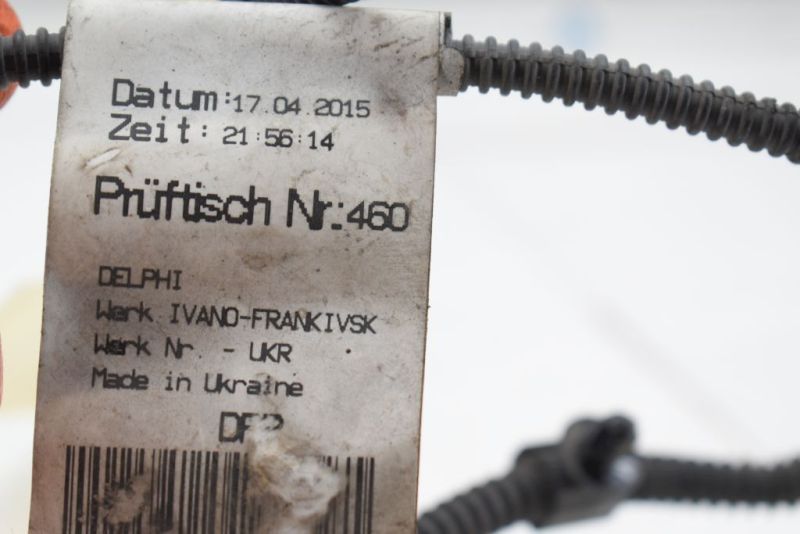 Datum: 17.04.2015
Zeit: 21:56:14
Prüftisch Nr.: 460
DELPHI
Werk IVANO-FRANKIVSK
Werk Nr. - UKR
Made in Ukraine